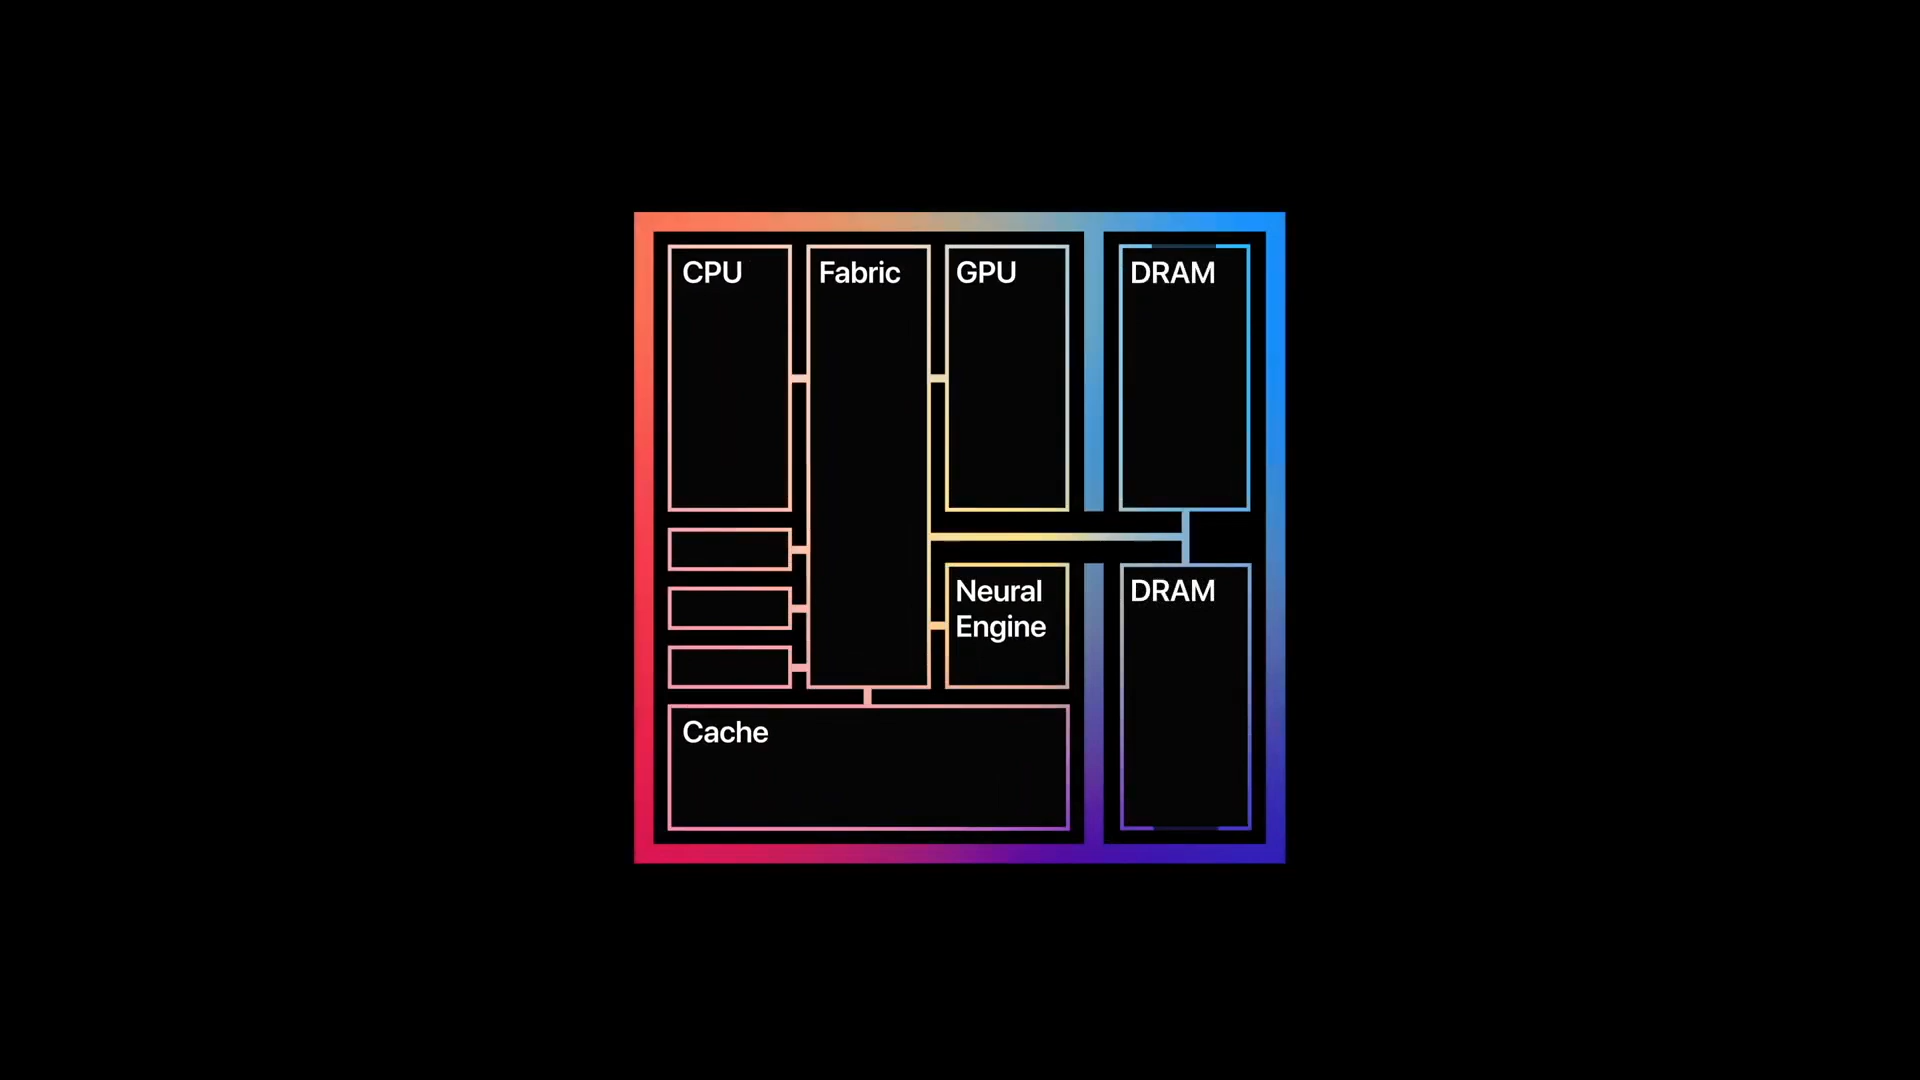 CPU
Fabric
GPU
DRAM
Neural
Engine
DRAM
Cache